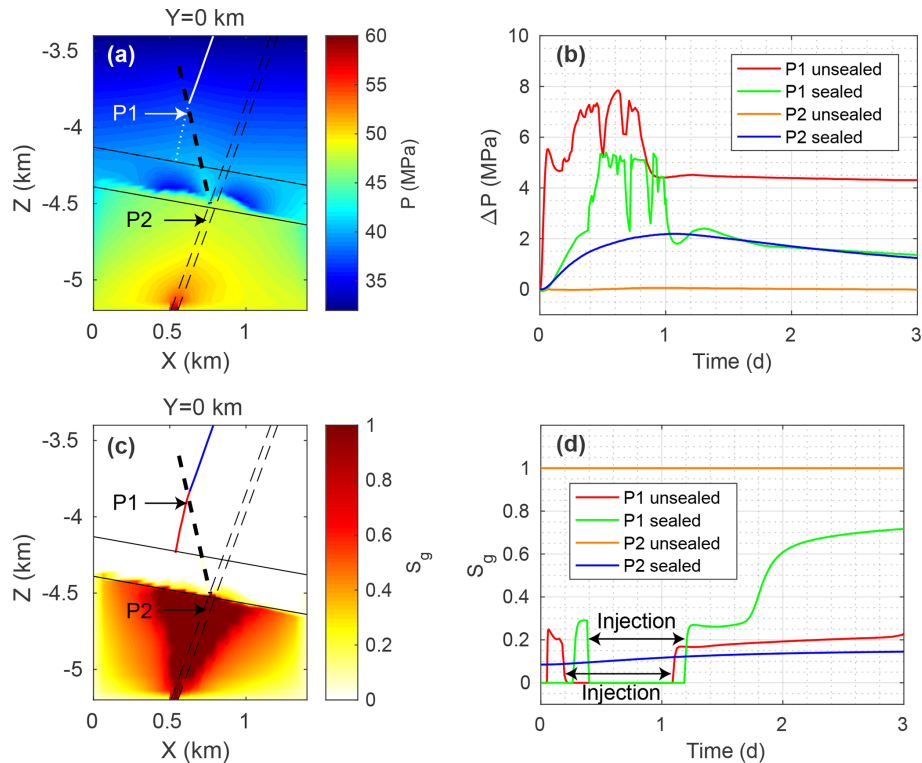 Y=0 km
(a)
P1
P2
-3.5
-4
-4.5
-5
Z (km)
0
0.5
1
X (km)
60
55
50
45
40
35
P (MPa)
(b)
P1 unsealed
P1 sealed
P2 unsealed
P2 sealed
10
8
6
4
2
0
ΔP (MPa)
0
1
2
3
Time (d)
Y=0 km
(c)
P1
P2
-3.5
-4
-4.5
-5
Z (km)
0
0.5
1
X (km)
1
0.8
0.6
0.4
0.2
0
Sg
(d)
P1 unsealed
P1 sealed
P2 unsealed
P2 sealed
Injection
Injection
1
0.8
0.6
0.4
0.2
0
Sg
0
1
2
3
Time (d)